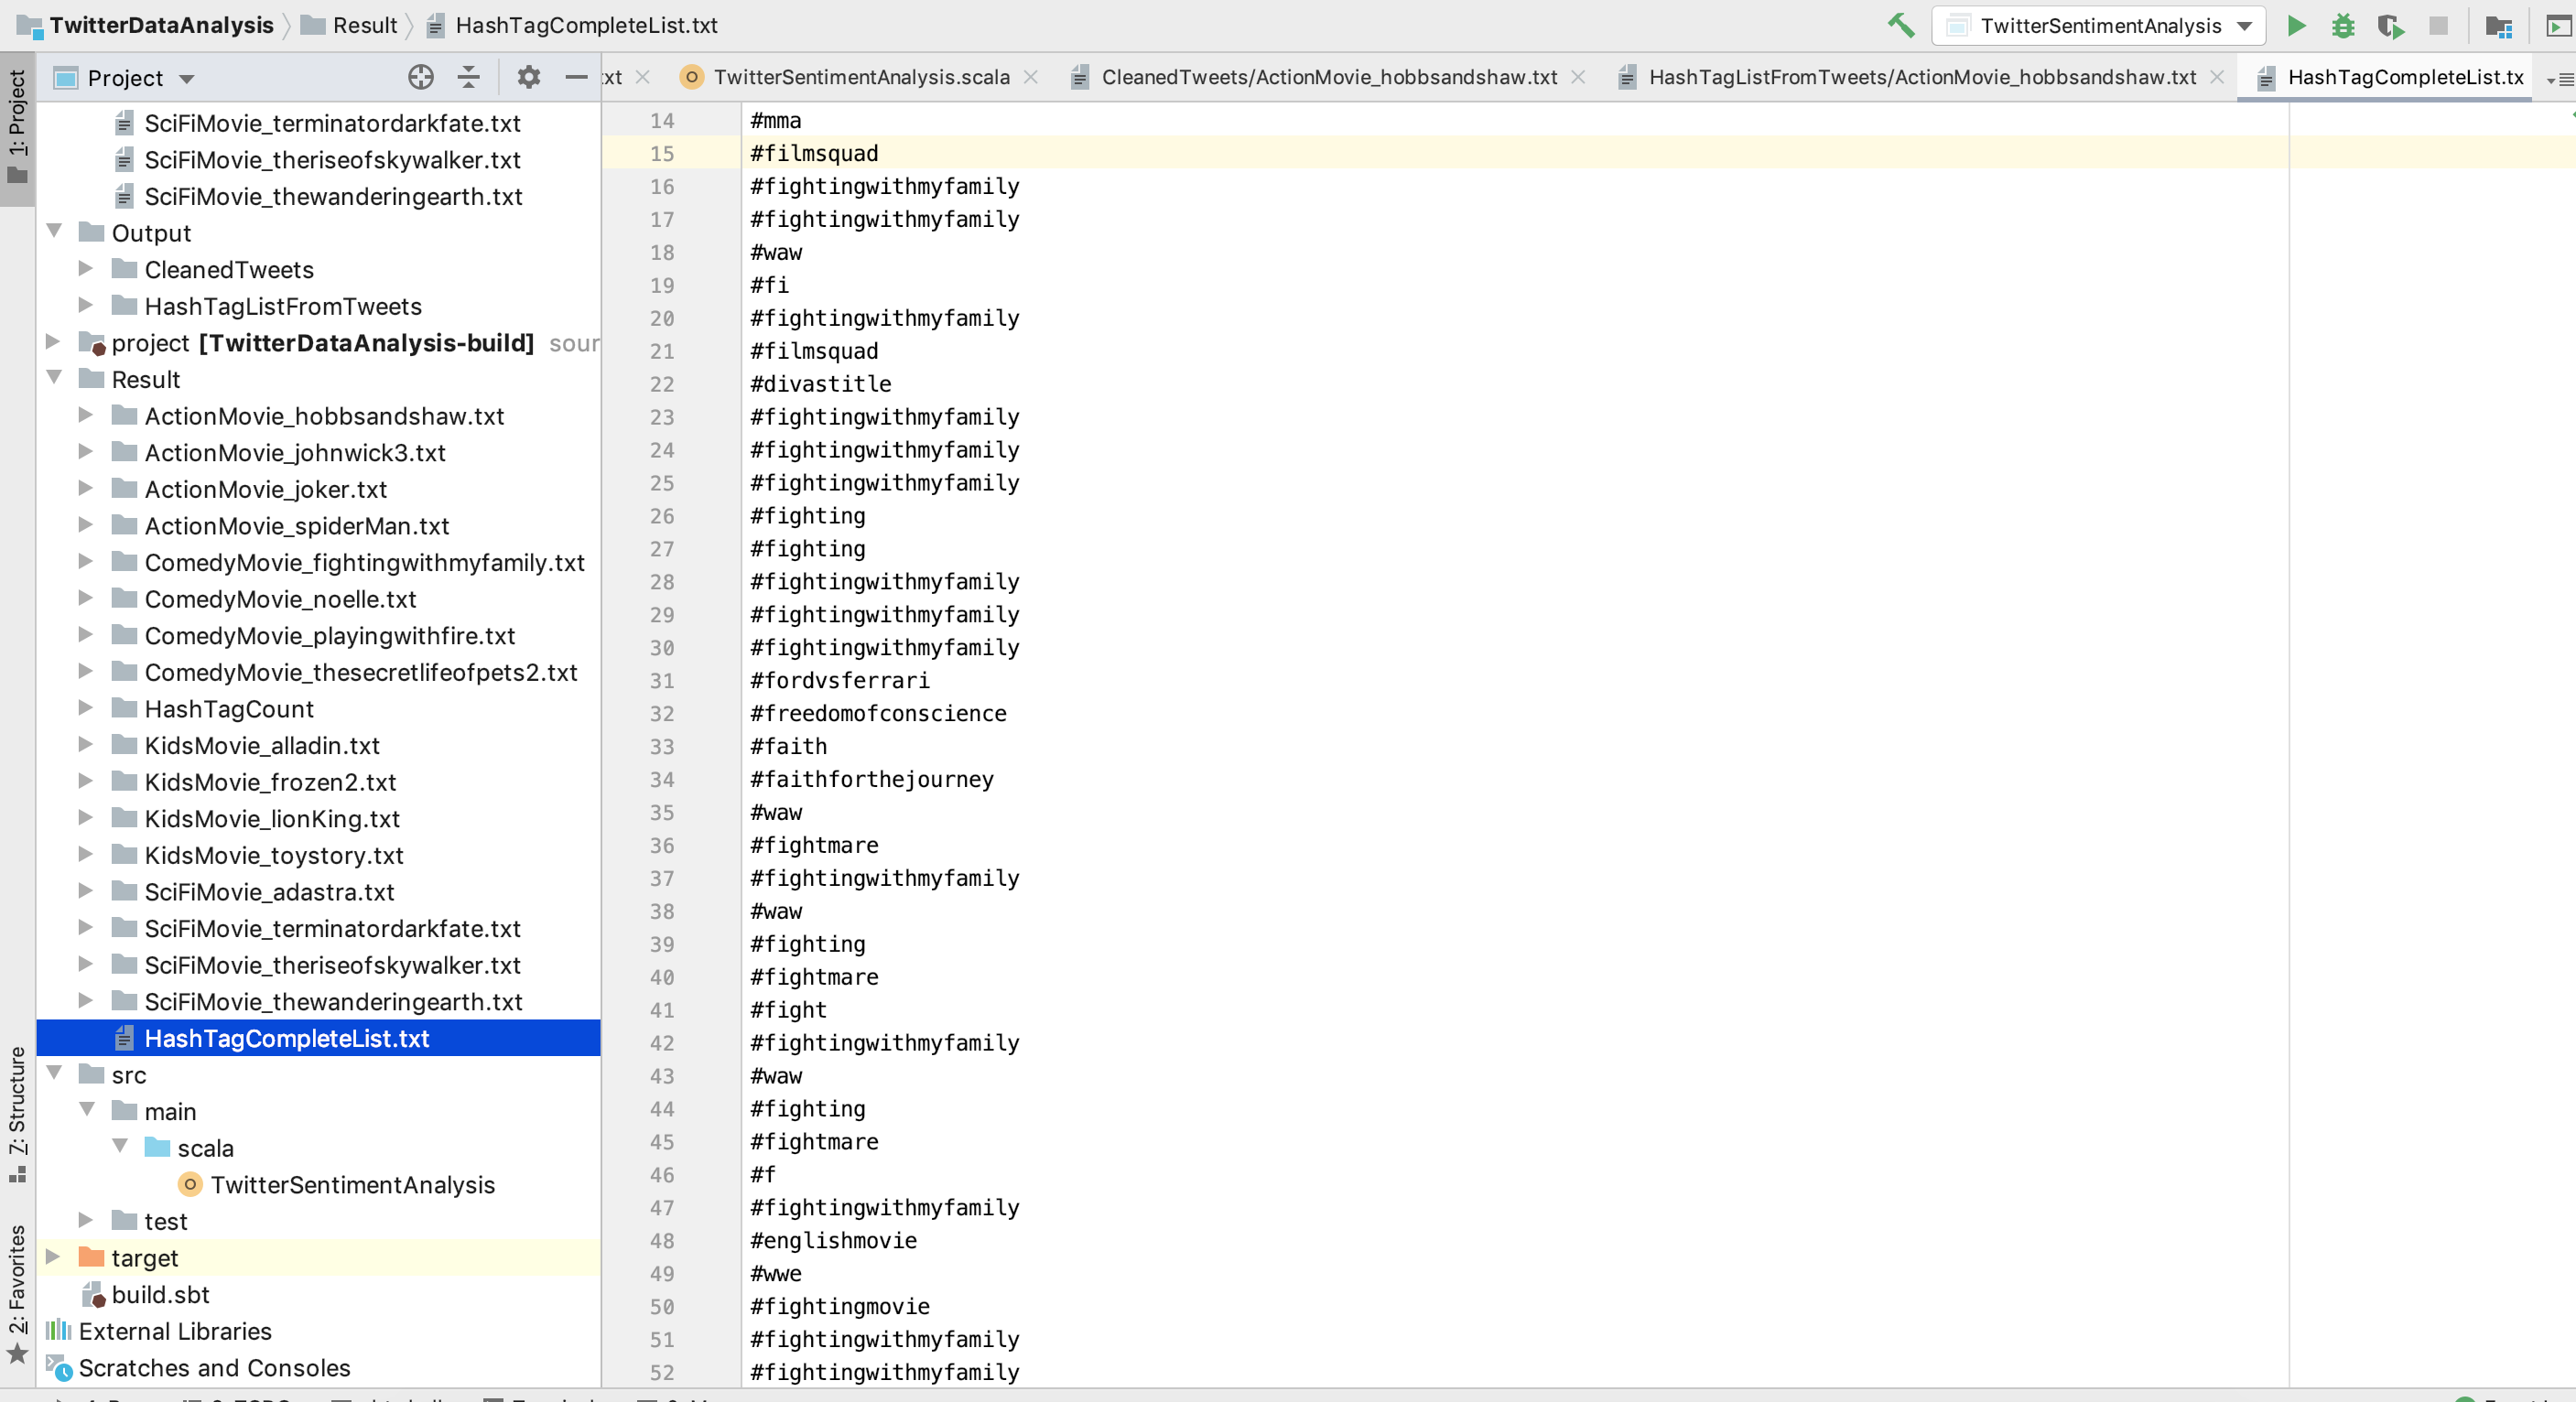 TwitterDataAnalysis Result HashTagCompleteList.txt TwitterSentimentAnalysis
1: Project
Project
xt TwitterSentimentAnalysis.scala CleanedTweets/ActionMovie_hobbsandshaw.txt HashTagListFromTweets/ActionMovie_hobbsandshaw.txt HashTagCompleteList.tx
SciFiMovie_terminatordarkfate.txt
SciFiMovie_theriseofskywalker.txt
SciFiMovie_thewanderingearth.txt
Output
CleanedTweets
HashTagListFromTweets
project [TwitterDataAnalysis-build] sour
Result
ActionMovie_hobbsandshaw.txt
ActionMovie_johnwick3.txt
ActionMovie_joker.txt
ActionMovie_spiderMan.txt
ComedyMovie_fightingwithmyfamily.txt
ComedyMovie_noelle.txt
ComedyMovie_playingwithfire.txt
ComedyMovie_thesecretlifeofpets2.txt
HashTagCount
KidsMovie_alladin.txt
KidsMovie_frozen2.txt
KidsMovie_lionKing.txt
KidsMovie_toystory.txt
SciFiMovie_adastra.txt
SciFiMovie_terminatordarkfate.txt
SciFiMovie_theriseofskywalker.txt
SciFiMovie_thewanderingearth.txt
HashTagCompleteList.txt
src
main
scala
TwitterSentimentAnalysis
test
target
build.sbt
External Libraries
Scratches and Consoles
7: Structure
2: Favorites
14 #mma
15 #filmsquad
16 #fightingwithmyfamily
17 #fightingwithmyfamily
18 #waw
19 #fi
20 #fightingwithmyfamily
21 #filmsquad
22 #divastitle
23 #fightingwithmyfamily
24 #fightingwithmyfamily
25 #fightingwithmyfamily
26 #fighting
27 #fighting
28 #fightingwithmyfamily
29 #fightingwithmyfamily
30 #fightingwithmyfamily
31 #fordvsferrari
32 #freedomofconscience
33 #faith
34 #faithforthejourney
35 #waw
36 #fightmare
37 #fightingwithmyfamily
38 #waw
39 #fighting
40 #fightmare
41 #fight
42 #fightingwithmyfamily
43 #waw
44 #fighting
45 #fightmare
46 #f
47 #fightingwithmyfamily
48 #englishmovie
49 #wwe
50 #fightingmovie
51 #fightingwithmyfamily
52 #fightingwithmyfamily